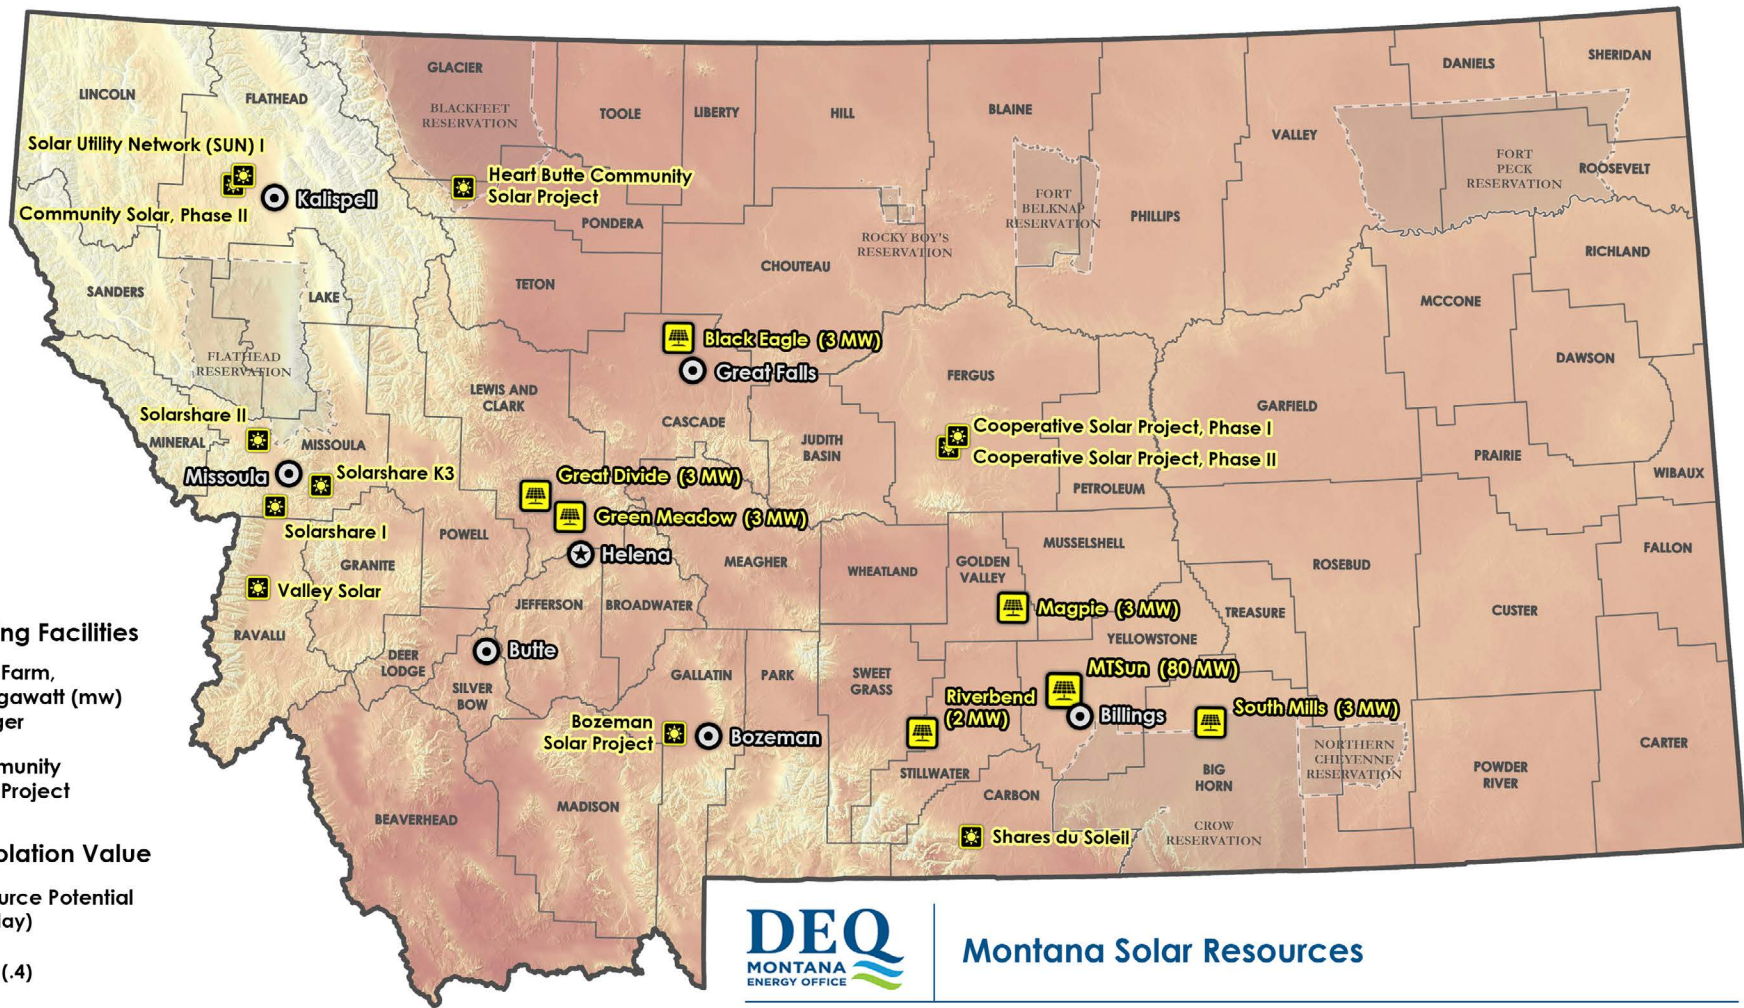 LINCOLN
FLATHEAD
GLACIER
BLACKFEET
RESERVATION
TOOLE
LIBERTY
HILL
BLAINE
PHILLIPS
VALLEY
DANIELS
SHERIDAN
FORT
PECK
RESERVATION
ROOSEVELT
Solar Utility Network (SUN) I
Community Solar, Phase II
Kalispell
Heart Butte Community
Solar Project
PONDERA
ROCKY BOY'S
RESERVATION
FORT
BELKNAP
RESERVATION
RICHLAND
SANDERS
LAKE
TETON
CHOUTEAU
MCCONE
FLATHEAD
RESERVATION
Black Eagle (3 MW)
Great Falls
DAWSON
LEWIS AND
CLARK
CASCADE
JUDITH
BASIN
FERGUS
GARFIELD
Solarshare II
MINERAL
MISSOULA
Missoula
Solarshare K3
Solarshare I
Cooperative Solar Project, Phase I
Cooperative Solar Project, Phase II
PETROLEUM
PRAIRIE
WIBAUX
Great Divide (3 MW)
Green Meadow (3 MW)
Helena
POWELL
GRANITE
MEAGHER
WHEATLAND
GOLDEN
VALLEY
MUSSELSHELL
ROSEBUD
FALLON
Valley Solar
RAVALLI
JEFFERSON
BROADWATER
Magpie (3 MW)
TREASURE
CUSTER
YELLOWSTONE
Butte
DEER
LODGE
SILVER
BOW
GALLATIN
PARK
SWEET
GRASS
Riverbend
(2 MW)
MTSun (80 MW)
Billings
South Mills (3 MW)
Bozeman
Solar Project
Bozeman
STILLWATER
CARBON
BIG
HORN
NORTHERN
CHEYENNE
RESERVATION
POWDER
RIVER
CARTER
BEAVERHEAD
MADISON
Shares du Soleil
CROW
RESERVATION
ng Facilities
Farm,
gawatt (mw)
ger
munity
Project
olation Value
urce Potential
lay)
(.4)
DEQ
MONTANA
ENERGY OFFICE
Montana Solar Resources